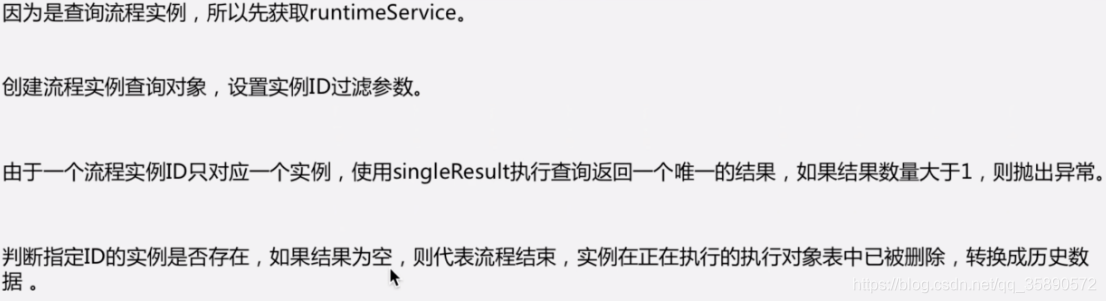 因为是查询流程实例，所以先获取runtimeService。
创建流程实例查询对象，设置实例ID过滤参数。
由于一个流程实例ID只对应一个实例，使用singleResult执行查询返回一个唯一的结果，如果结果数量大于1，则抛出异常。
判断指定ID的实例是否存在，如果结果为空，则代表流程结束，实例在正在执行的执行对象表中已被删除，转换成历史数
据 。
https://blog.csdn.net/qq_35890572